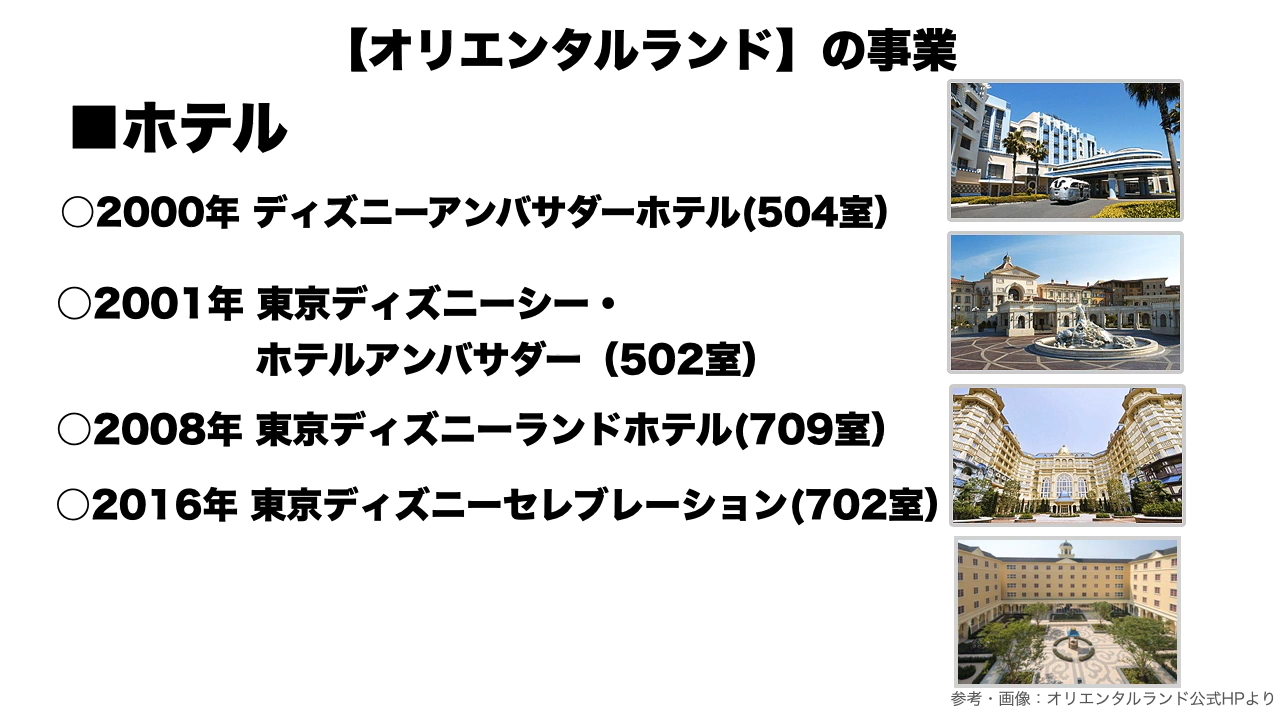 【オリエンタルランド】の事業
■ホテル
○2000年 ディズニーアンバサダーホテル(504室）
○2001年 東京ディズニーシー・
ホテルアンバサダー（502室）
○2008年 東京ディズニーランドホテル(709室）
○2016年 東京ディズニーセレブレーション(702室）
参考・画像：オリエンタルランド公式HPより